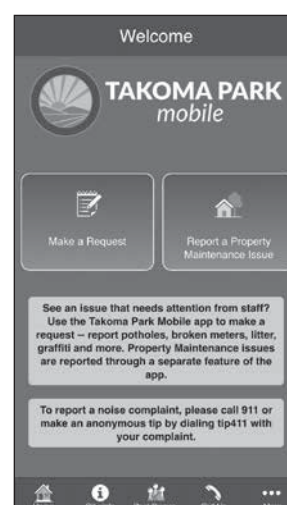 Welcome
TAKOMA PARK
mobile
Make a Request
Report a Property
Maintenance Issue
See an issue that needs attention from staff?
Use the Takoma Park Mobile app to make a
request – report potholes, broken meters, litter,
graffiti and more. Property Maintenance issues
are reported through a separate feature of the
app.
To report a noise complaint, please call 911 or
make an anonymous tip by dialing tip411 with
your complaint.